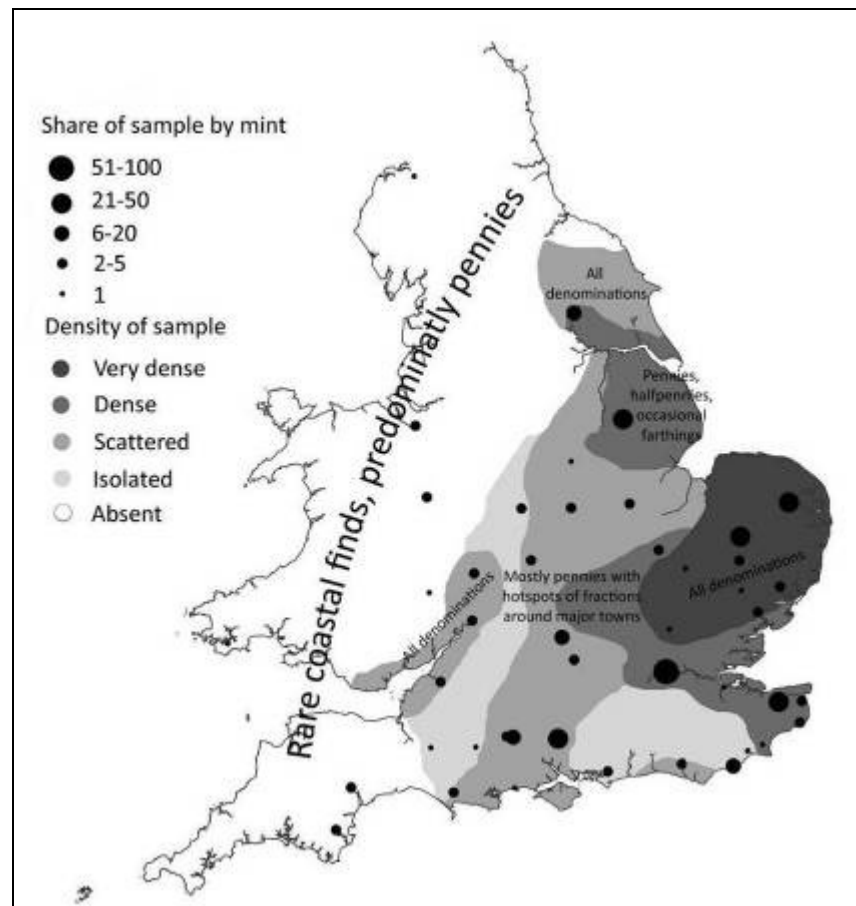 Share of sample by mint
51-100
21-50
6-20
2-5
1
Density of sample
Very dense
Dense
Scattered
Isolated
Absent
Rare coastal finds, predominatly pennies
All
denominations
Pennies,
halfpennies,
occasional
farthings
All denominations
Mostly pennies with
hotspots of fractions
around major towns
All denominations